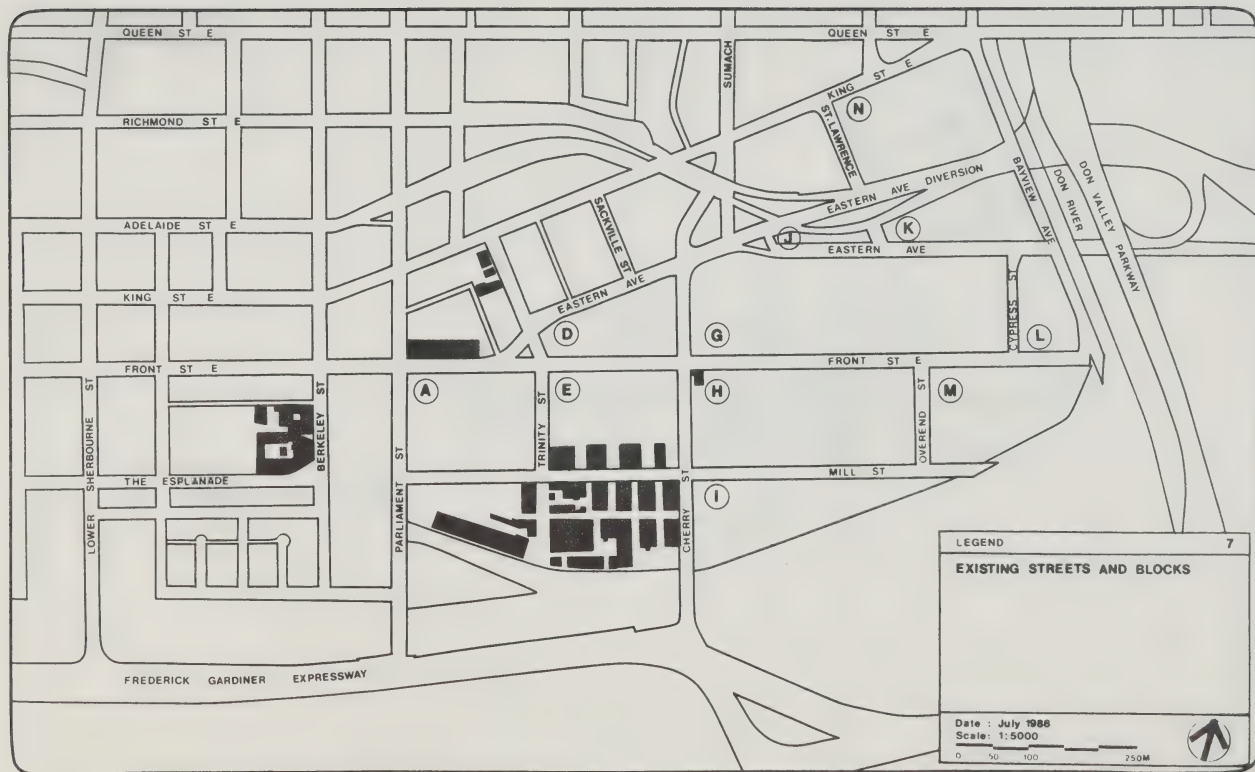 QUEEN ST E
QUEEN ST E
SUMACH
KING ST E
N
RICHMOND ST E
ST. LAWRENCE
EASTERN AVE DIVERSION
BAYVIEW AVE
DON RIVER
DON VALLEY PARKWAY
ADELAIDE ST E
SACKVILLE ST
J
K
EASTERN AVE
KING ST E
EASTERN AVE
CYPRESS ST
D
G
L
FRONT ST E
FRONT ST E
LOWER SHERBOURNE ST
BERKELEY ST
A
TRINITY ST
E
H
OVEREND ST
M
PARLIAMENT ST
THE ESPLANADE
MILL ST
CHERRY ST
I
FREDERICK GARDINER EXPRESSWAY
LEGEND 7
EXISTING STREETS AND BLOCKS
Date : July 1986
Scale: 1:5000
0 50 100 250M